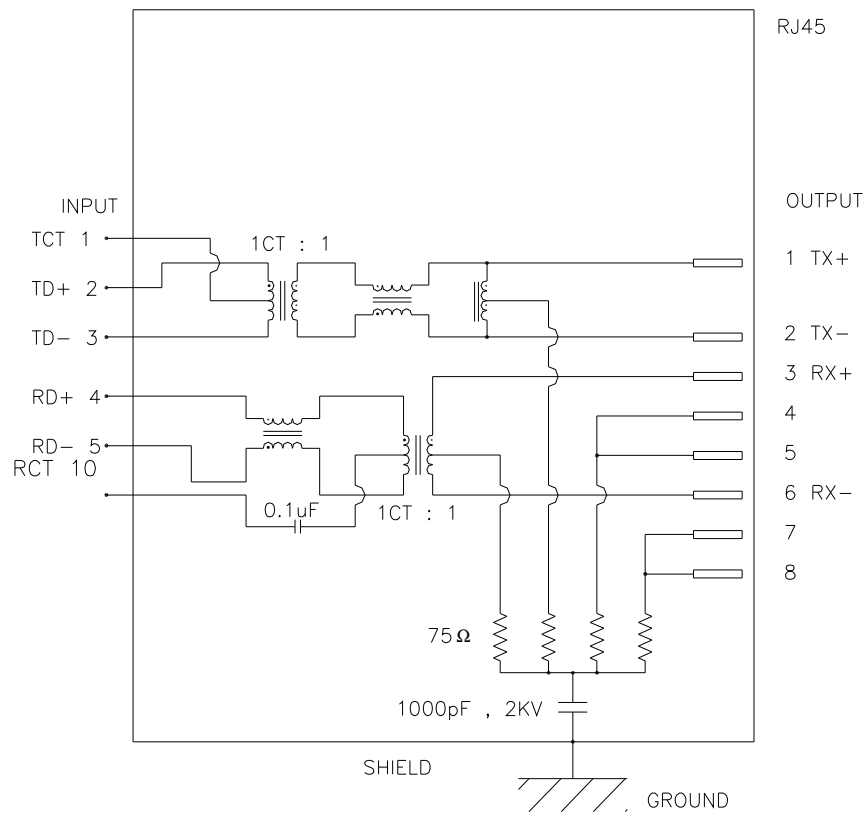 RJ45
INPUT
OUTPUT
TCT 1
1CT : 1
1 TX+
TD+ 2
TD- 3
2 TX-
3 RX+
RD+ 4
4
RD- 5
5
RCT 10
6 RX-
0.1uF
1CT : 1
7
8
75Ω
1000pF , 2KV
SHIELD
GROUND